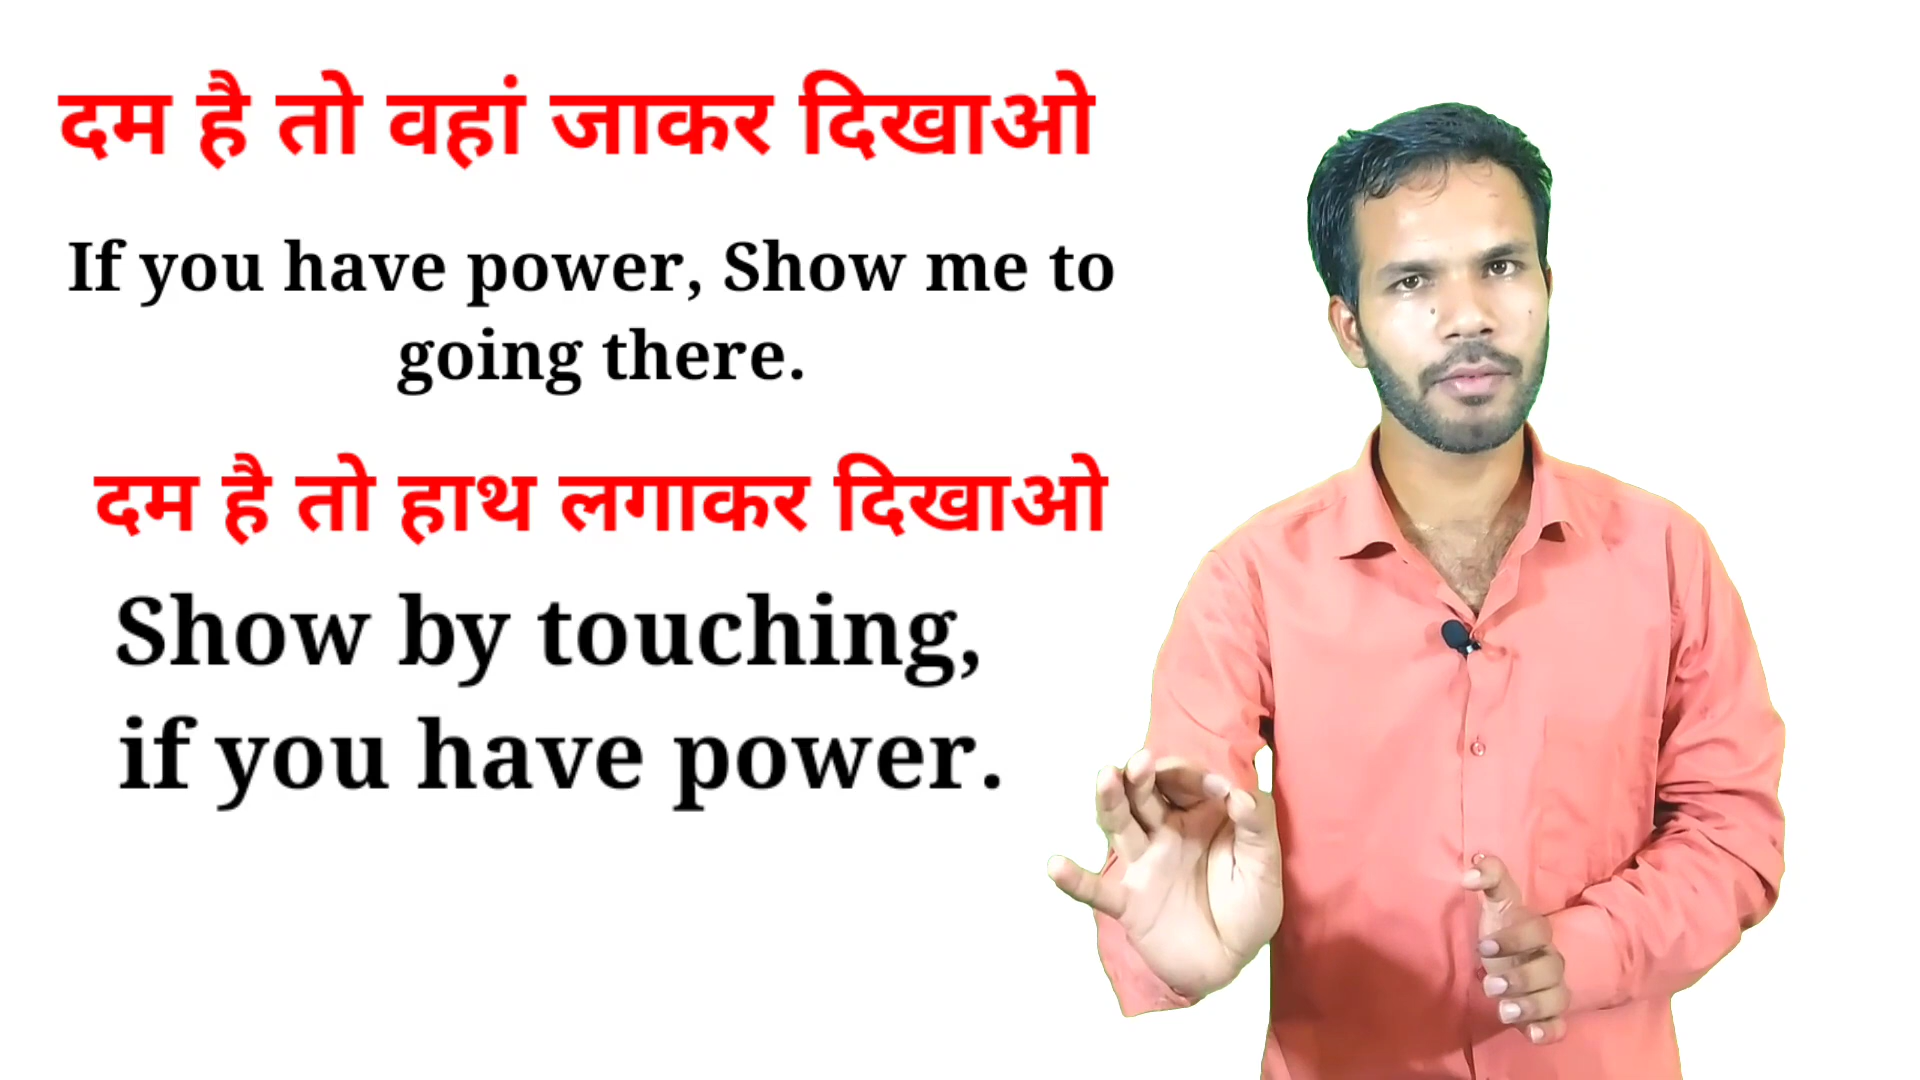 दम है तो वहां जाकर दिखाओ
If you have power, Show me to
going there.
दम है तो हाथ लगाकर दिखाओ
Show by touching,
if you have power.